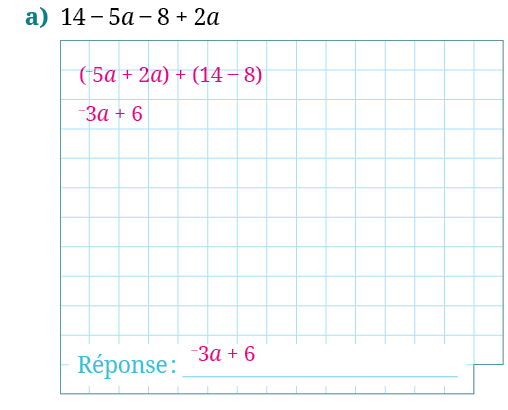 a) 14 − 5a − 8 + 2a
(⁻5a + 2a) + (14 − 8)
⁻3a + 6
Réponse : ⁻3a + 6